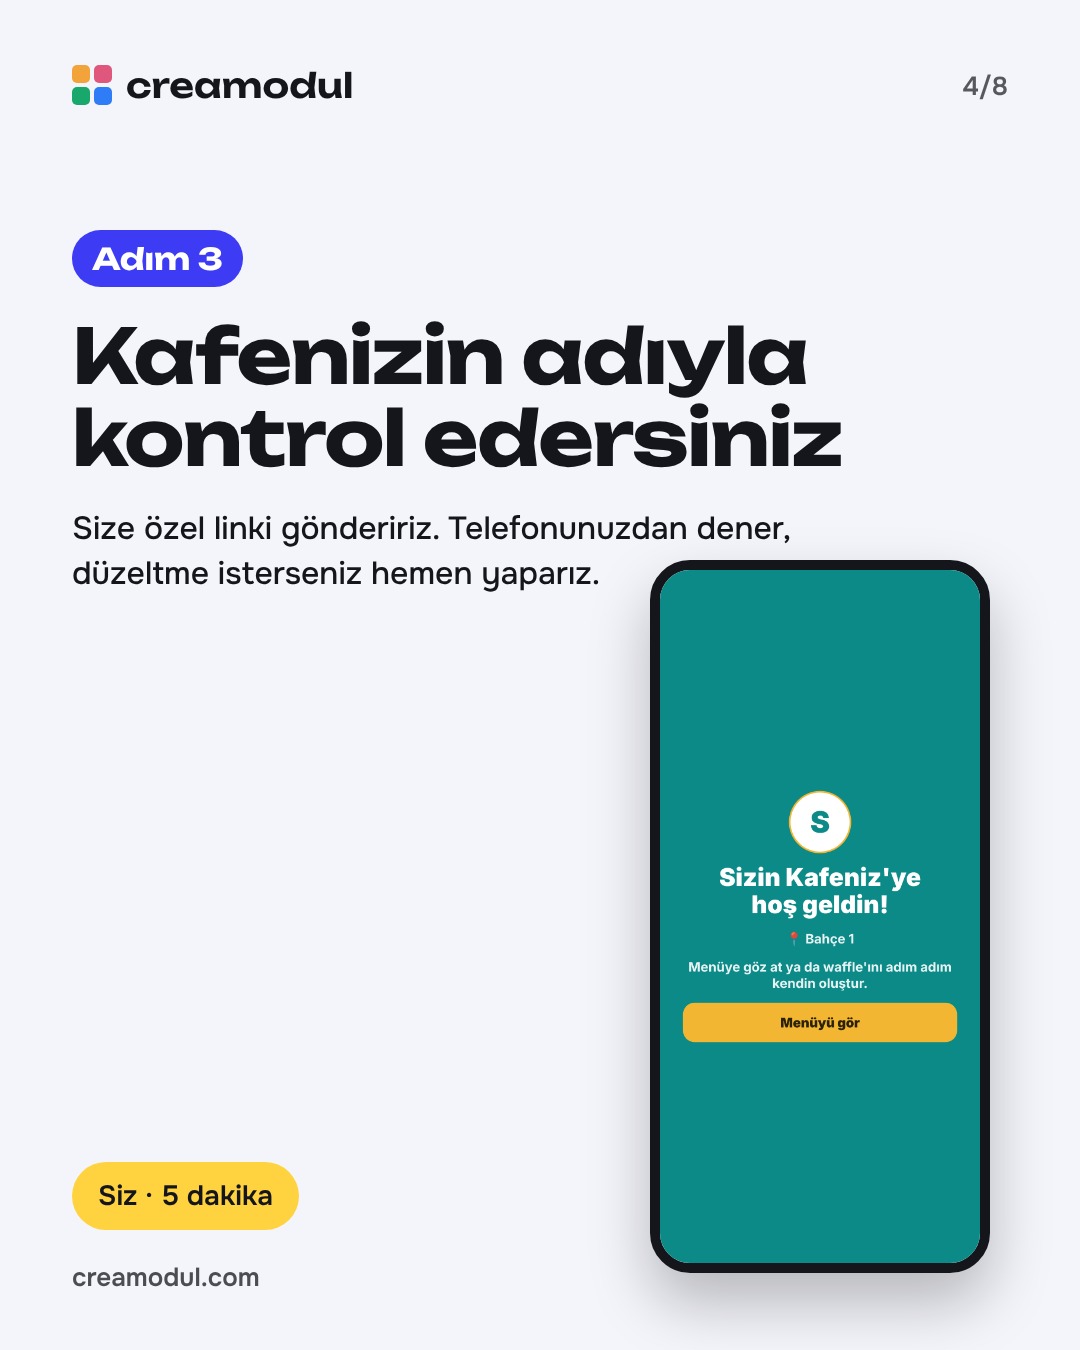 creamodul
4/8
Adım 3
Kafenizin adıyla
kontrol edersiniz
Size özel linki göndeririz. Telefonunuzdan dener,
düzeltme isterseniz hemen yaparız.
S
Sizin Kafeniz'ye
hoş geldin!
📍 Bahçe 1
Menüye göz at ya da waffle'ını adım adım
kendin oluştur.
Menüyü gör
Siz · 5 dakika
creamodul.com